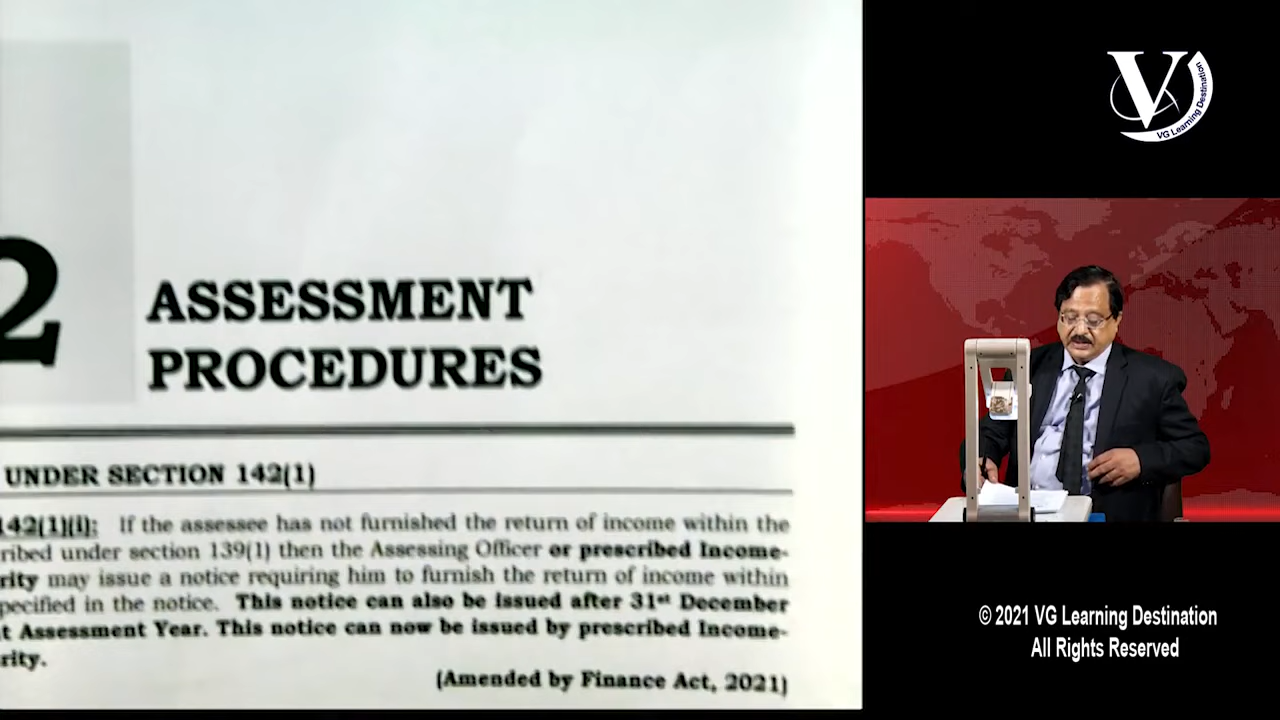 2
ASSESSMENT
PROCEDURES
UNDER SECTION 142(1)
142(1)(i): If the assessee has not furnished the return of income within the
ribed under section 139(1) then the Assessing Officer or prescribed Income-
rity may issue a notice requiring him to furnish the return of income within
pecified in the notice. This notice can also be issued after 31st December
t Assessment Year. This notice can now be issued by prescribed Income-
rity.
(Amended by Finance Act, 2021)
V
VG Learning Destination
© 2021 VG Learning Destination
All Rights Reserved